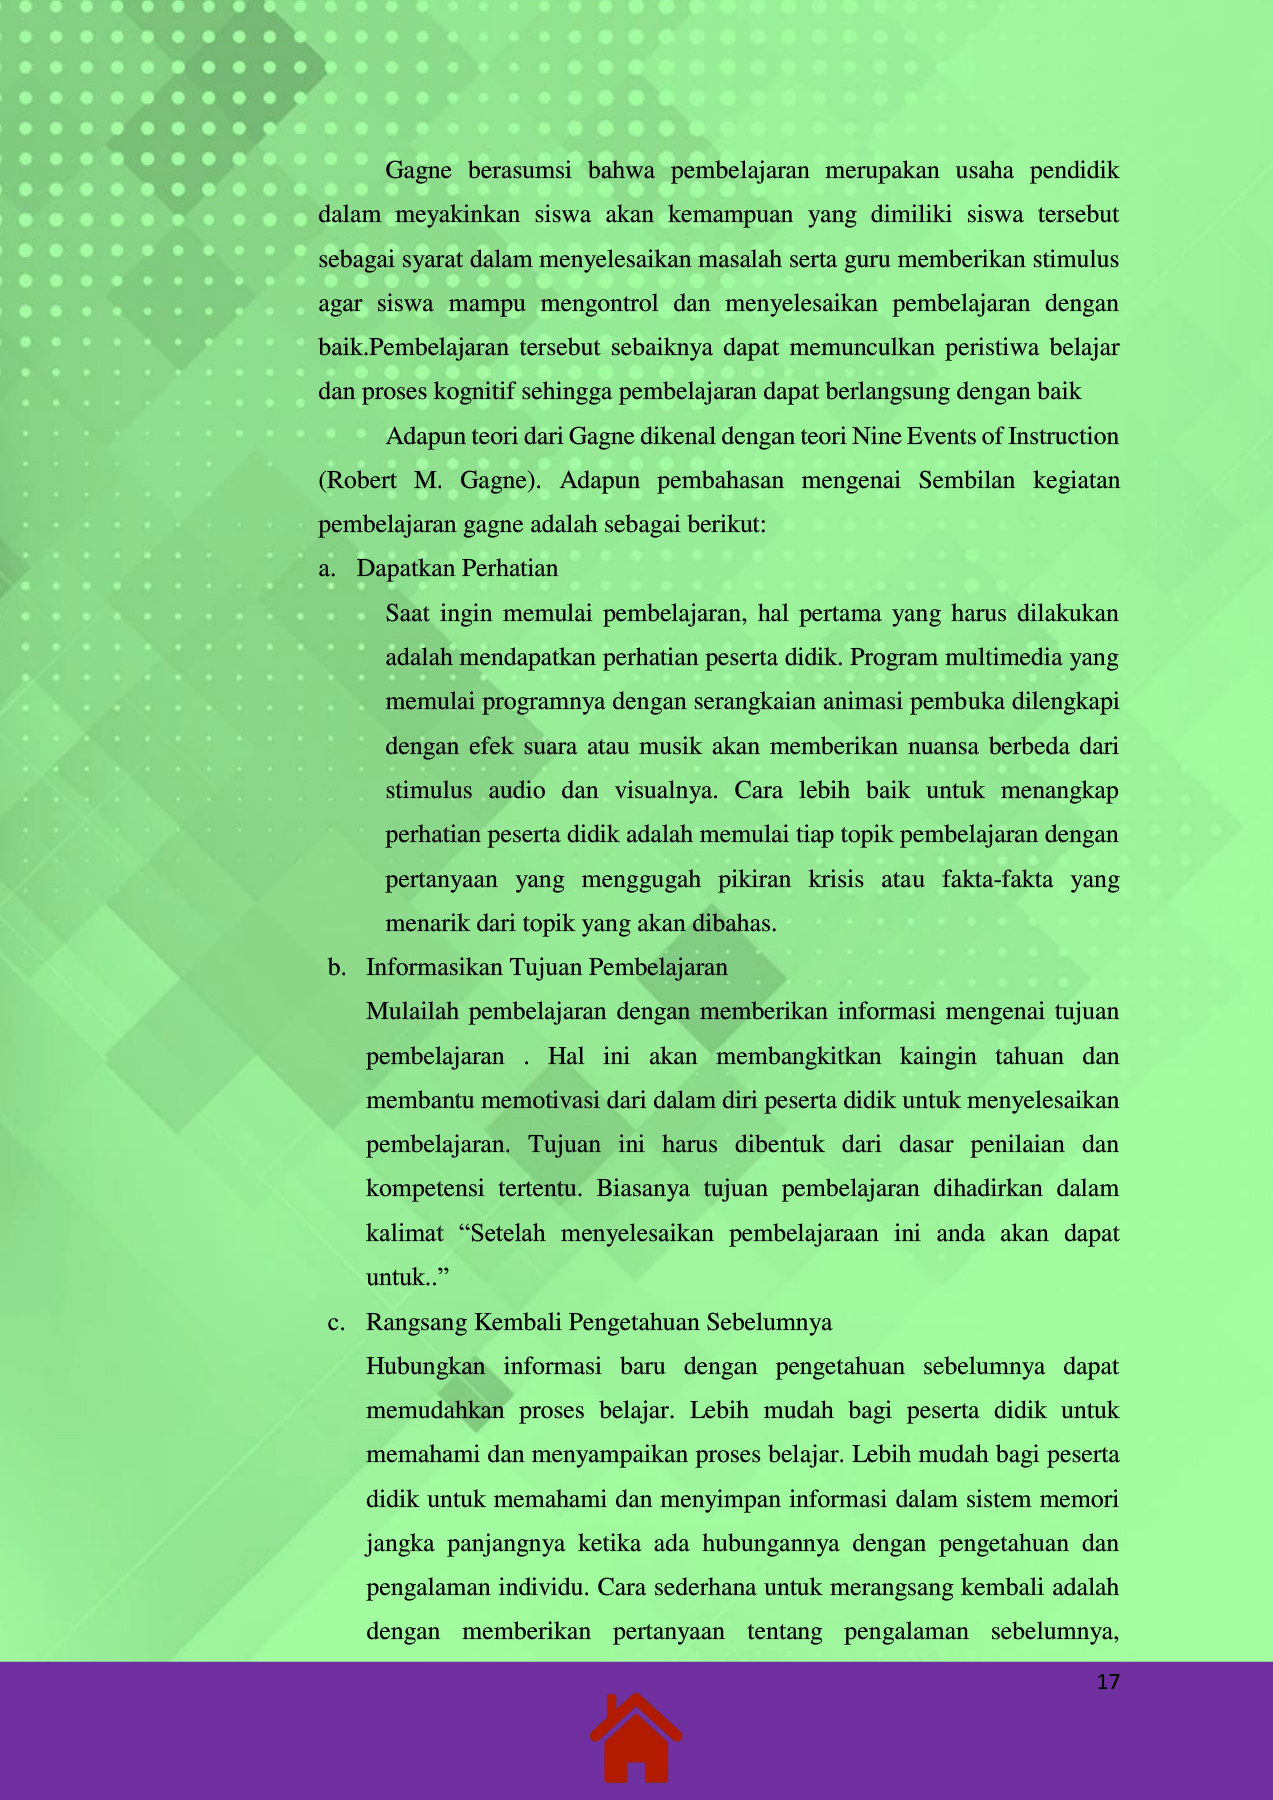 Gagne berasumsi bahwa pembelajaran merupakan usaha pendidik
dalam meyakinkan siswa akan kemampuan yang dimiliki siswa tersebut
sebagai syarat dalam menyelesaikan masalah serta guru memberikan stimulus
agar siswa mampu mengontrol dan menyelesaikan pembelajaran dengan
baik.Pembelajaran tersebut sebaiknya dapat memunculkan peristiwa belajar
dan proses kognitif sehingga pembelajaran dapat berlangsung dengan baik
Adapun teori dari Gagne dikenal dengan teori Nine Events of Instruction
(Robert M. Gagne). Adapun pembahasan mengenai Sembilan kegiatan
pembelajaran gagne adalah sebagai berikut:
a. Dapatkan Perhatian
Saat ingin memulai pembelajaran, hal pertama yang harus dilakukan
adalah mendapatkan perhatian peserta didik. Program multimedia yang
memulai programnya dengan serangkaian animasi pembuka dilengkapi
dengan efek suara atau musik akan memberikan nuansa berbeda dari
stimulus audio dan visualnya. Cara lebih baik untuk menangkap
perhatian peserta didik adalah memulai tiap topik pembelajaran dengan
pertanyaan yang menggugah pikiran krisis atau fakta-fakta yang
menarik dari topik yang akan dibahas.
b. Informasikan Tujuan Pembelajaran
Mulailah pembelajaran dengan memberikan informasi mengenai tujuan
pembelajaran . Hal ini akan membangkitkan kaingin tahuan dan
membantu memotivasi dari dalam diri peserta didik untuk menyelesaikan
pembelajaran. Tujuan ini harus dibentuk dari dasar penilaian dan
kompetensi tertentu. Biasanya tujuan pembelajaran dihadirkan dalam
kalimat “Setelah menyelesaikan pembelajaraan ini anda akan dapat
untuk..”
c. Rangsang Kembali Pengetahuan Sebelumnya
Hubungkan informasi baru dengan pengetahuan sebelumnya dapat
memudahkan proses belajar. Lebih mudah bagi peserta didik untuk
memahami dan menyampaikan proses belajar. Lebih mudah bagi peserta
didik untuk memahami dan menyimpan informasi dalam sistem memori
jangka panjangnya ketika ada hubungannya dengan pengetahuan dan
pengalaman individu. Cara sederhana untuk merangsang kembali adalah
dengan memberikan pertanyaan tentang pengalaman sebelumnya,
17